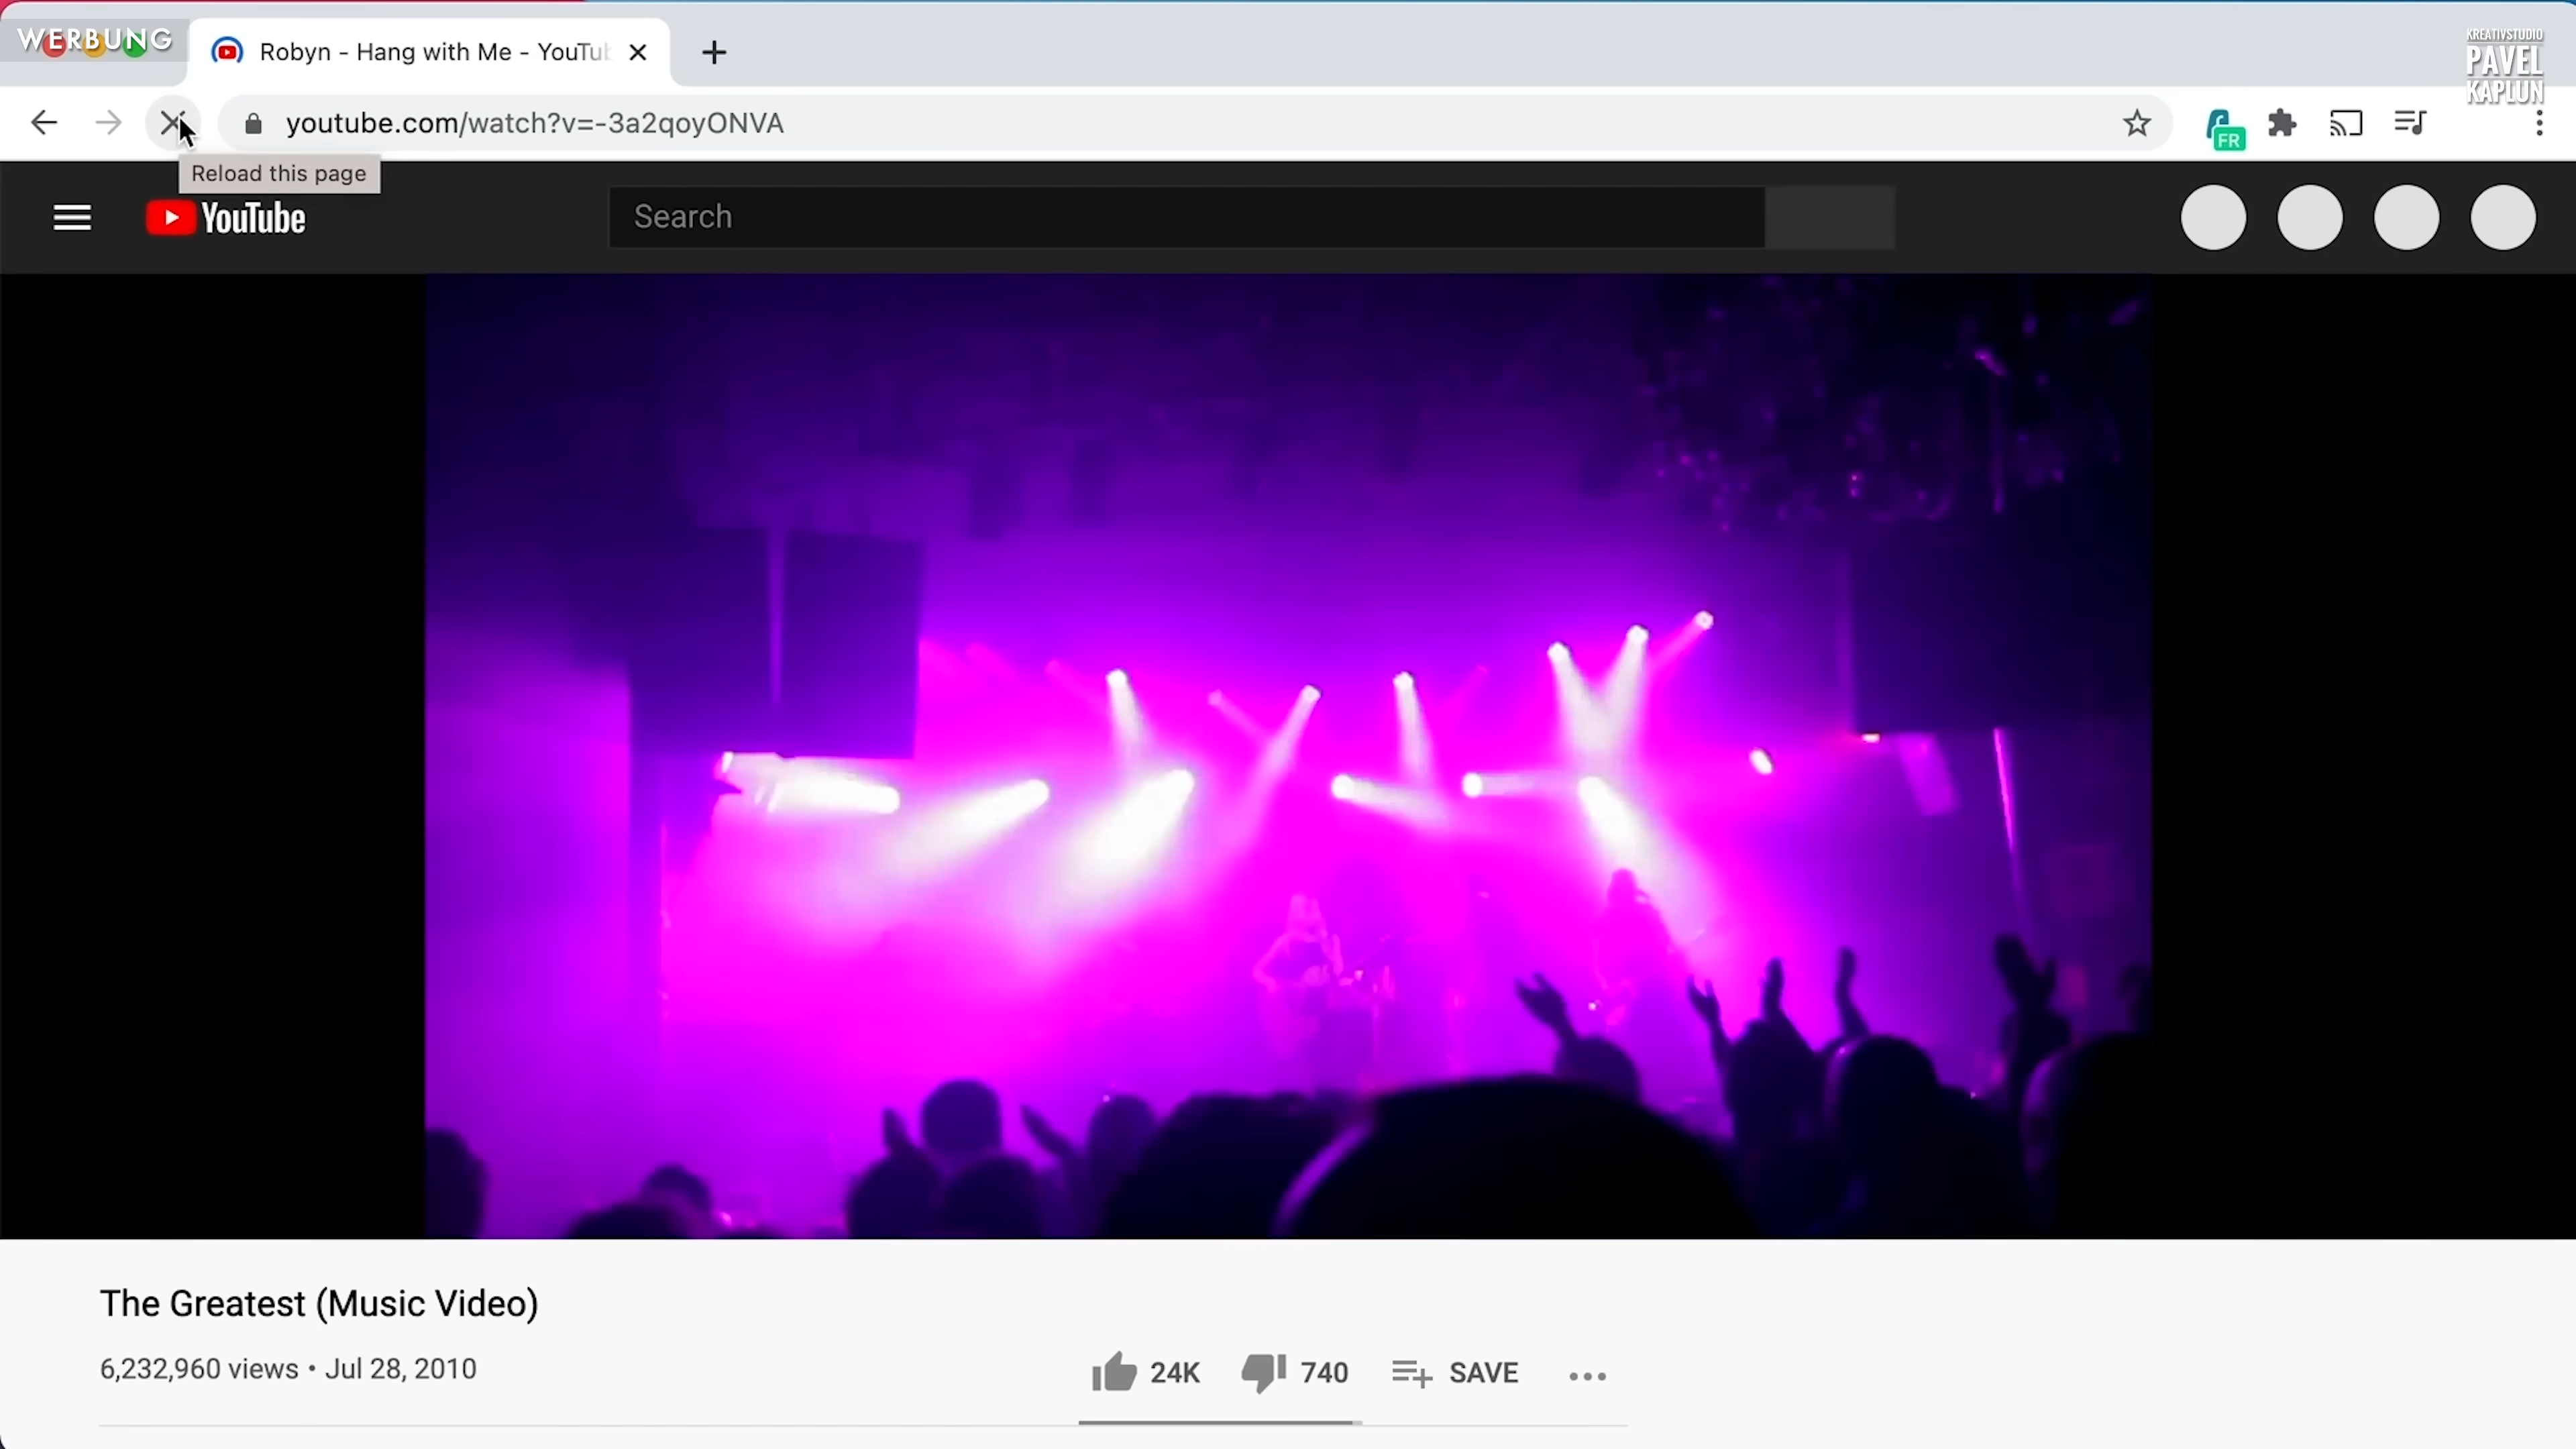 WERBUNG
Robyn - Hang with Me - YouTub
KREATIVSTUDIO
PAVEL
KAPLUN
youtube.com/watch?v=-3a2qoyONVA
FR
Reload this page
YouTube
Search
The Greatest (Music Video)
6,232,960 views • Jul 28, 2010
24K
740
SAVE